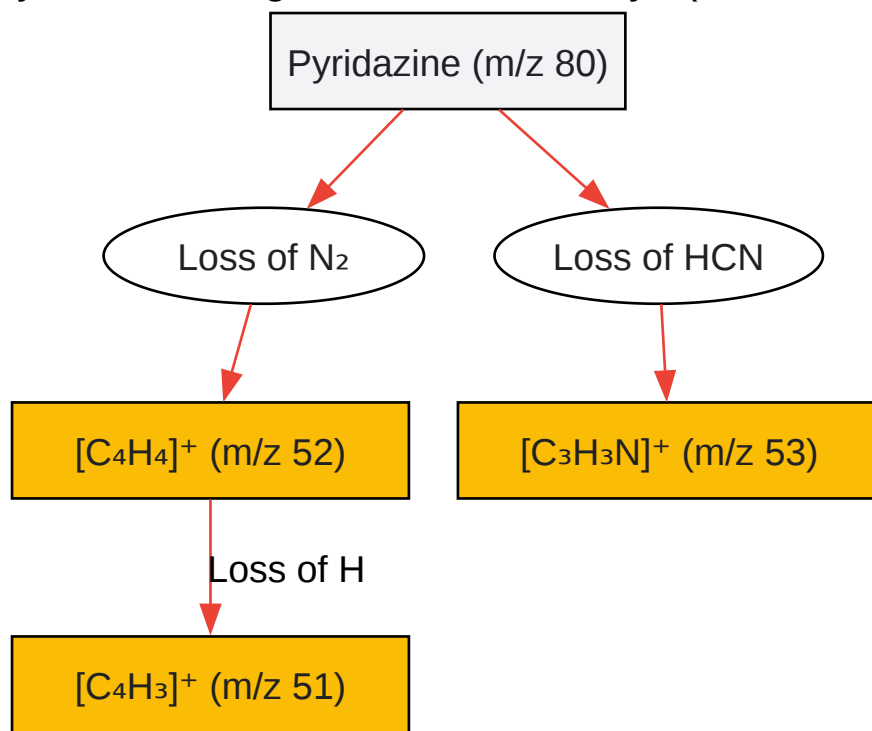 Pyridazine (m/z 80)
Loss of N₂
Loss of HCN
[C₄H₄]⁺ (m/z 52)
[C₃H₃N]⁺ (m/z 53)
Loss of H
[C₄H₃]⁺ (m/z 51)